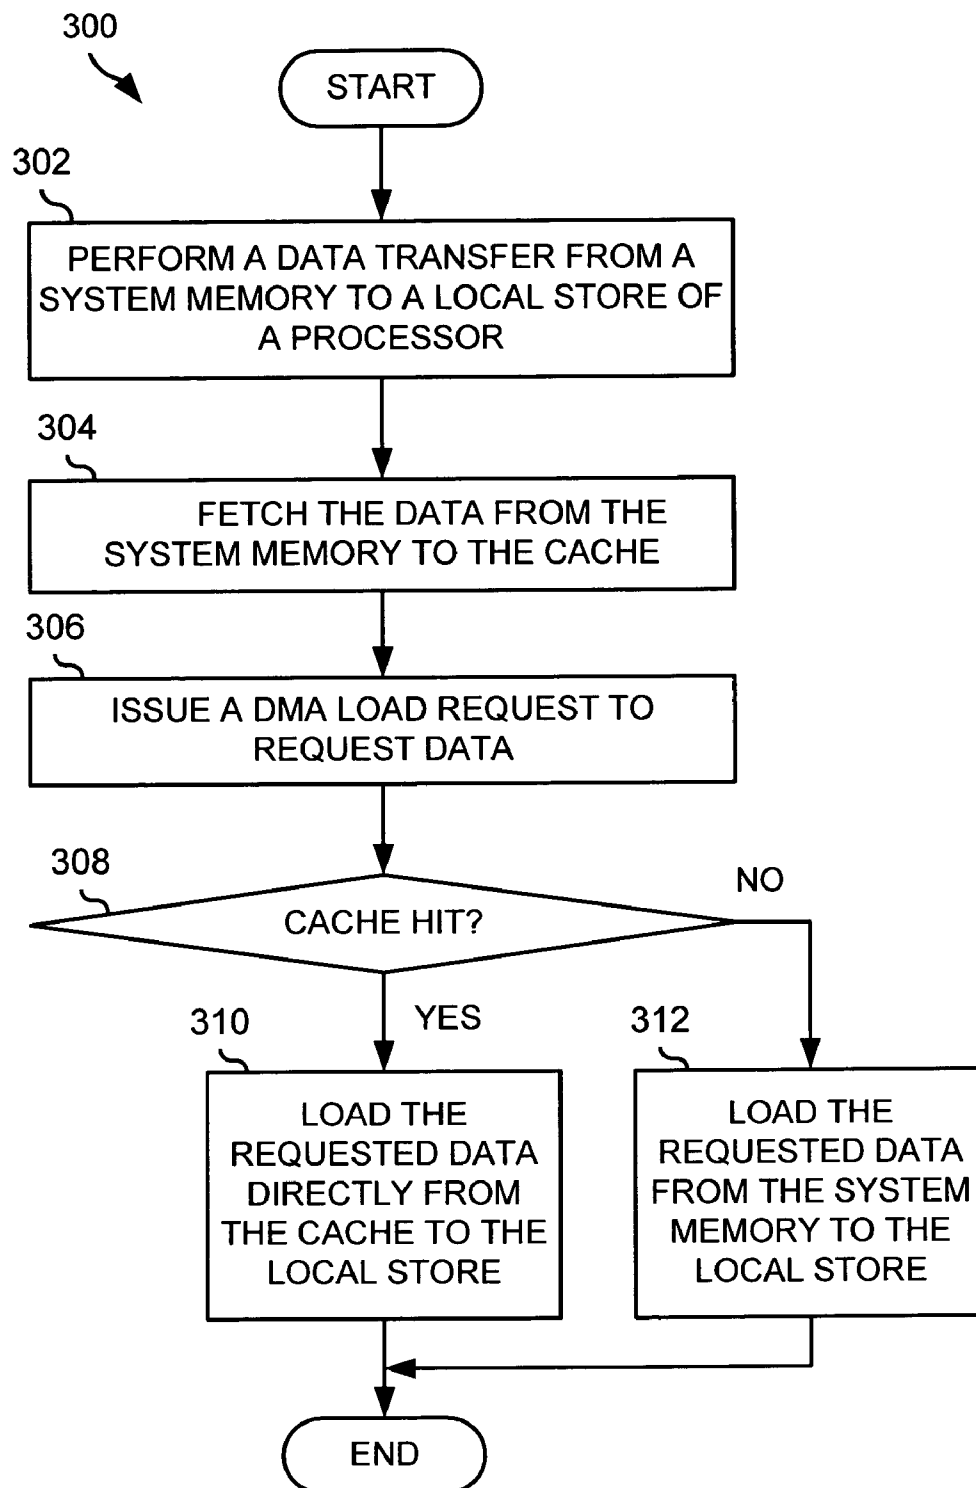 300
START
302
PERFORM A DATA TRANSFER FROM A
SYSTEM MEMORY TO A LOCAL STORE OF
A PROCESSOR
304
FETCH THE DATA FROM THE
SYSTEM MEMORY TO THE CACHE
306
ISSUE A DMA LOAD REQUEST TO
REQUEST DATA
308
CACHE HIT?
NO
YES
310
LOAD THE
REQUESTED DATA
DIRECTLY FROM
THE CACHE TO THE
LOCAL STORE
312
LOAD THE
REQUESTED DATA
FROM THE SYSTEM
MEMORY TO THE
LOCAL STORE
END